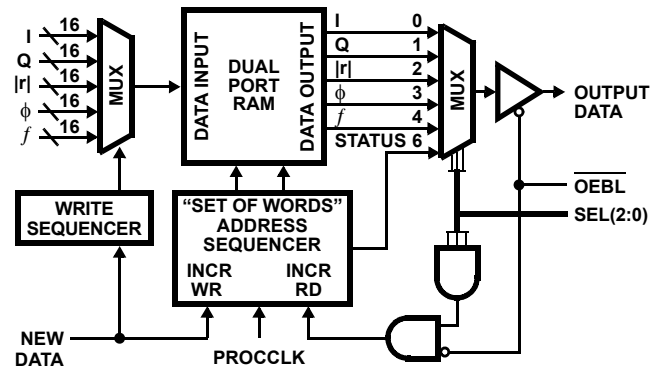 I 16
Q 16
|r| 16
ϕ 16
f 16
MUX
DATA INPUT
DUAL
PORT
RAM
DATA OUTPUT
I 0
Q 1
|r| 2
ϕ 3
f 4
STATUS 6
MUX
OUTPUT
DATA
OEBL
SEL(2:0)
WRITE
SEQUENCER
“SET OF WORDS”
ADDRESS
SEQUENCER
INCR
WR
INCR
RD
NEW
DATA
PROCCLK